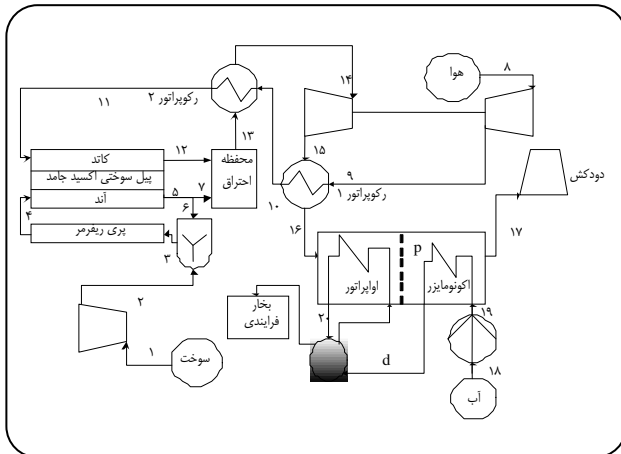 هوا
۸
۱۴
رکوپراتور ۲
۱۱
۱۳
۱۲
کاتد
پیل سوختی اکسید جامد
آند
محفظه
احتراق
۵
۷
۶
۴
پری ریفرمر
۳
۲
۱
سوخت
۱۵
۹
رکوپراتور ۱
۱۰
۱۶
دودکش
۱۷
p
اواپراتور
اکونومایزر
بخار
فرایندی
۲۰
d
۱۹
۱۸
آب